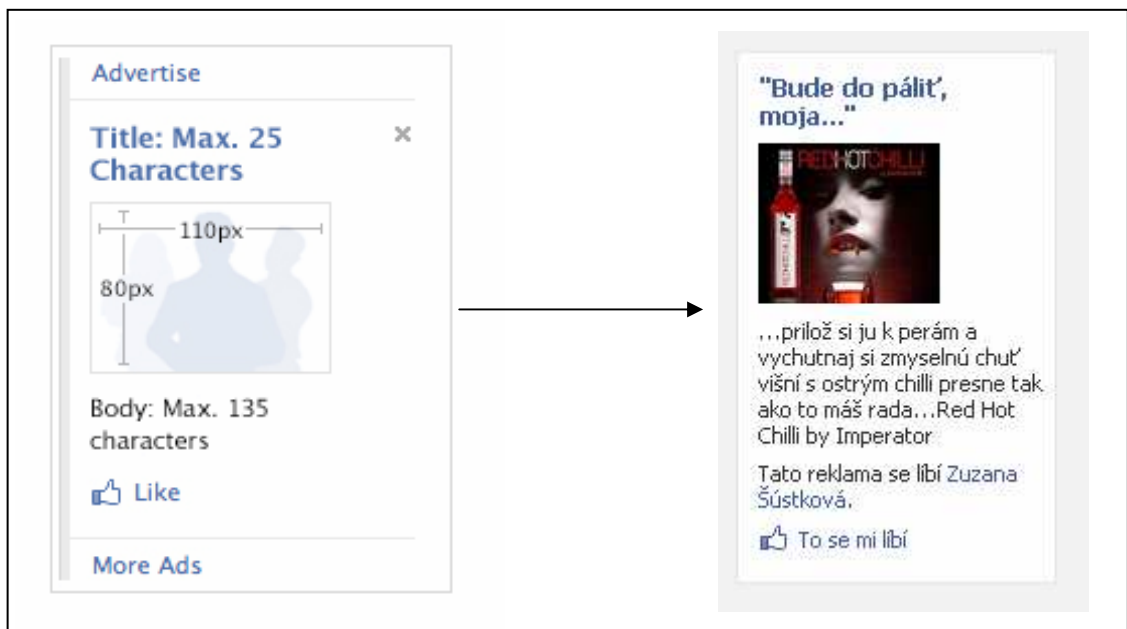 Advertise
Title: Max. 25
Characters
110px
80px
Body: Max. 135
characters
Like
More Ads
"Bude do páliť,
moja..."
REDHOTCHILLI
...prilož si ju k perám a
vychutnaj si zmyselnú chuť
višní s ostrým chilli presne tak
ako to máš rada...Red Hot
Chilli by Imperator
Tato reklama se líbí Zuzana
Šústková.
To se mi líbí